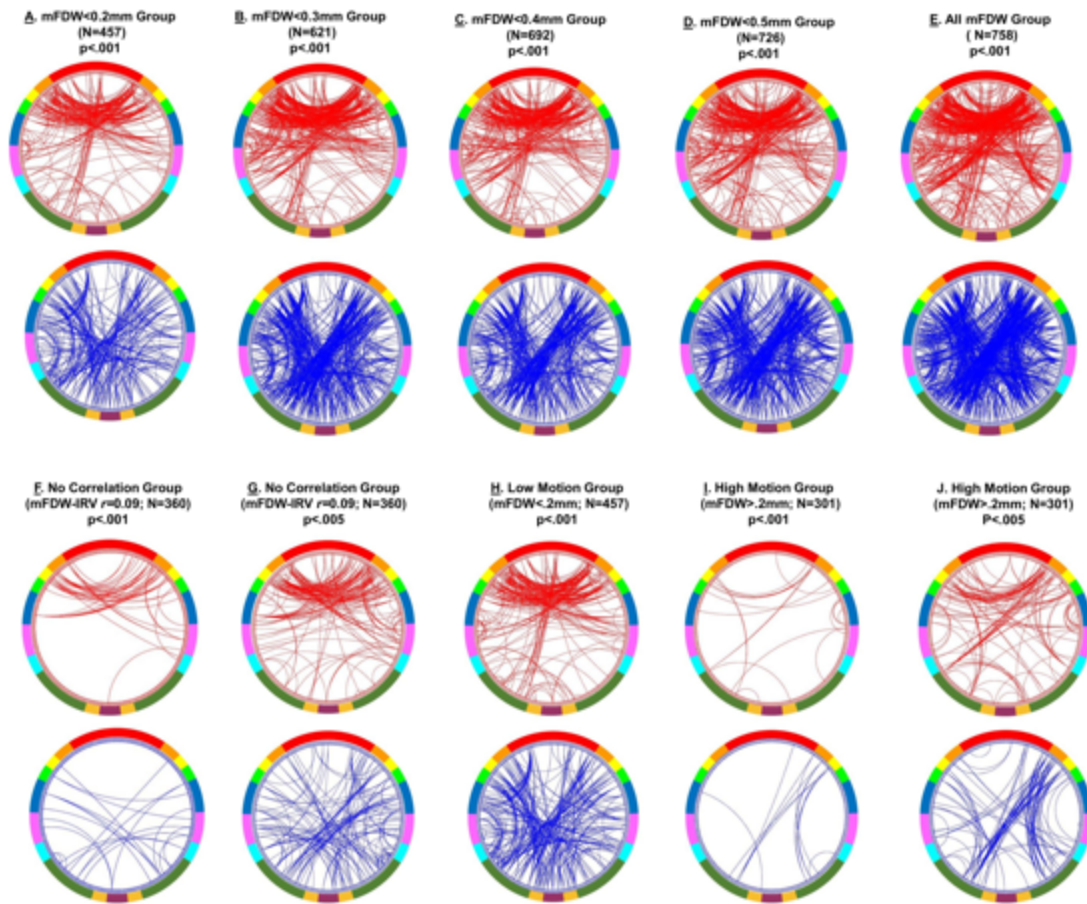 A. mFDW<0.2mm Group
(N=457)
p<.001
B. mFDW<0.3mm Group
(N=621)
p<.001
C. mFDW<0.4mm Group
(N=692)
p<.001
D. mFDW<0.5mm Group
(N=726)
p<.001
E. All mFDW Group
( N=758)
p<.001
F. No Correlation Group
(mFDW-IRV r=0.09; N=360)
p<.001
G. No Correlation Group
(mFDW-IRV r=0.09; N=360)
p<.005
H. Low Motion Group
(mFDW<.2mm; N=457)
p<.001
I. High Motion Group
(mFDW>.2mm; N=301)
p<.001
J. High Motion Group
(mFDW>.2mm; N=301)
P<.005